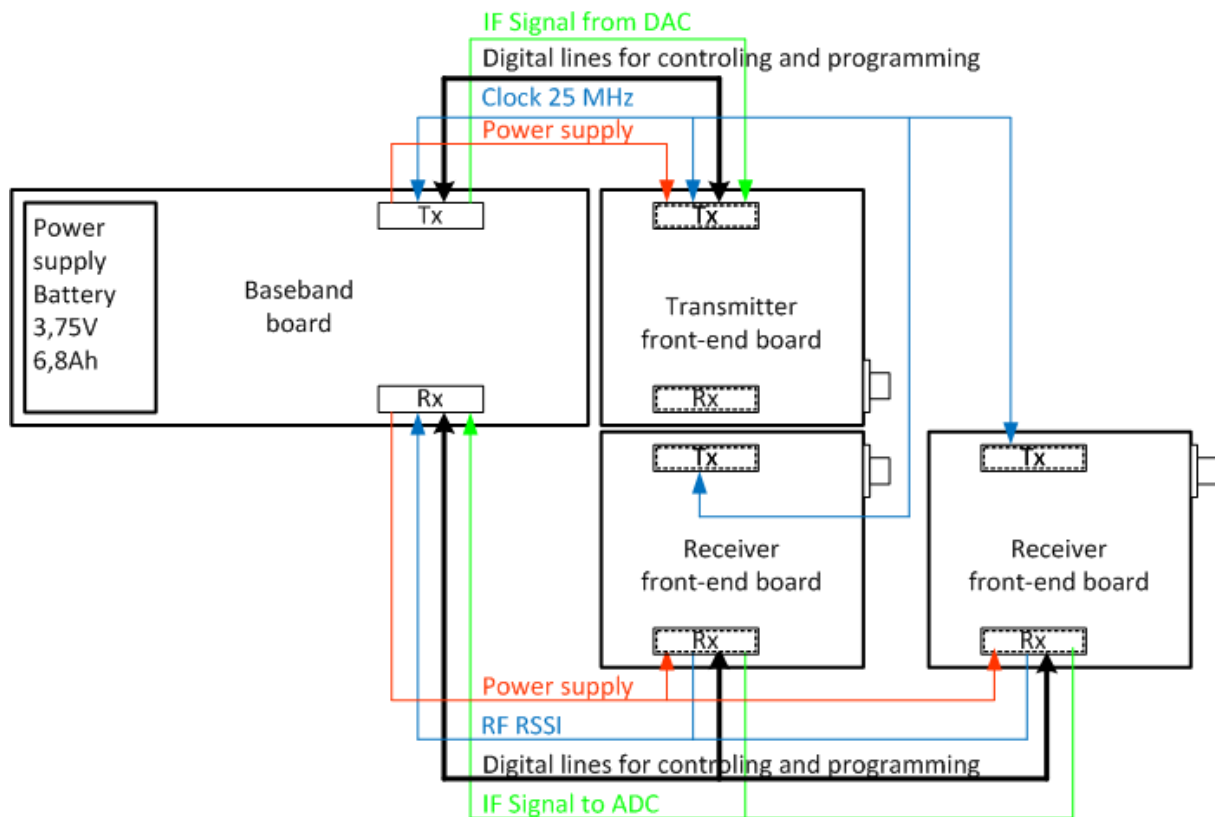 IF Signal from DAC
Digital lines for controling and programming
Clock 25 MHz
Power supply
Power
supply
Battery
3,75V
6,8Ah
Baseband
board
Tx
Rx
Tx
Transmitter
front-end board
Rx
Tx
Receiver
front-end board
Rx
Tx
Receiver
front-end board
Rx
Power supply
RF RSSI
Digital lines for controling and programming
IF Signal to ADC